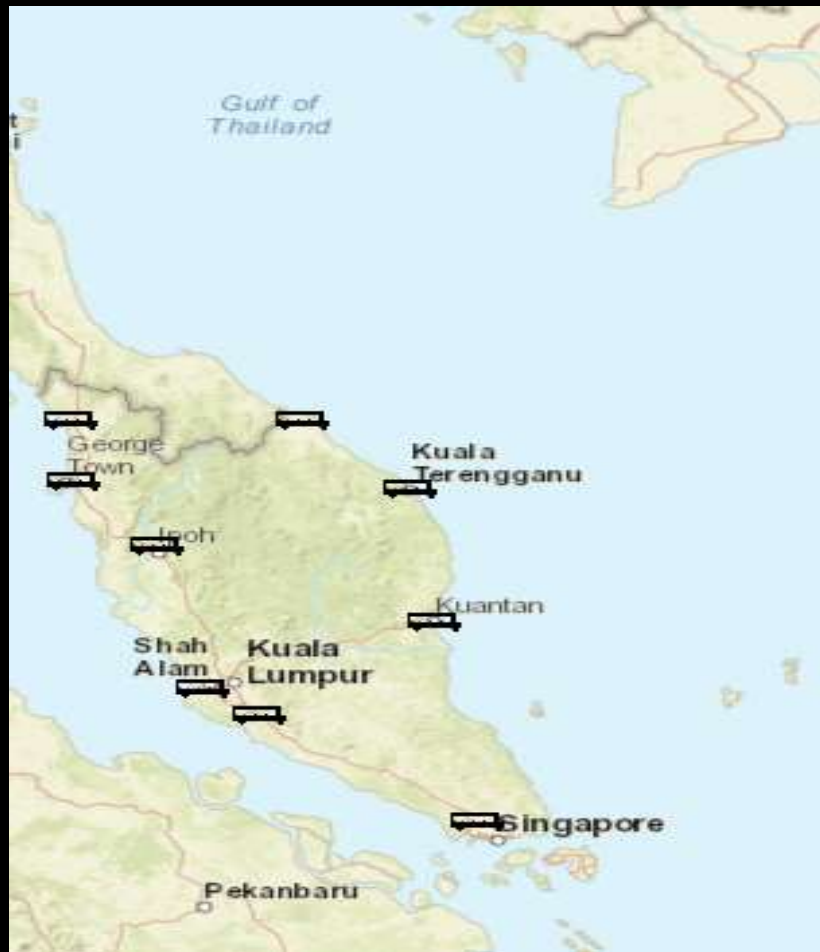 Gulf of
Thailand
t
i
George
Town
Kuala
Terengganu
Ipoh
Kuantan
Shah
Alam
Kuala
Lumpur
Singapore
Pekanbaru